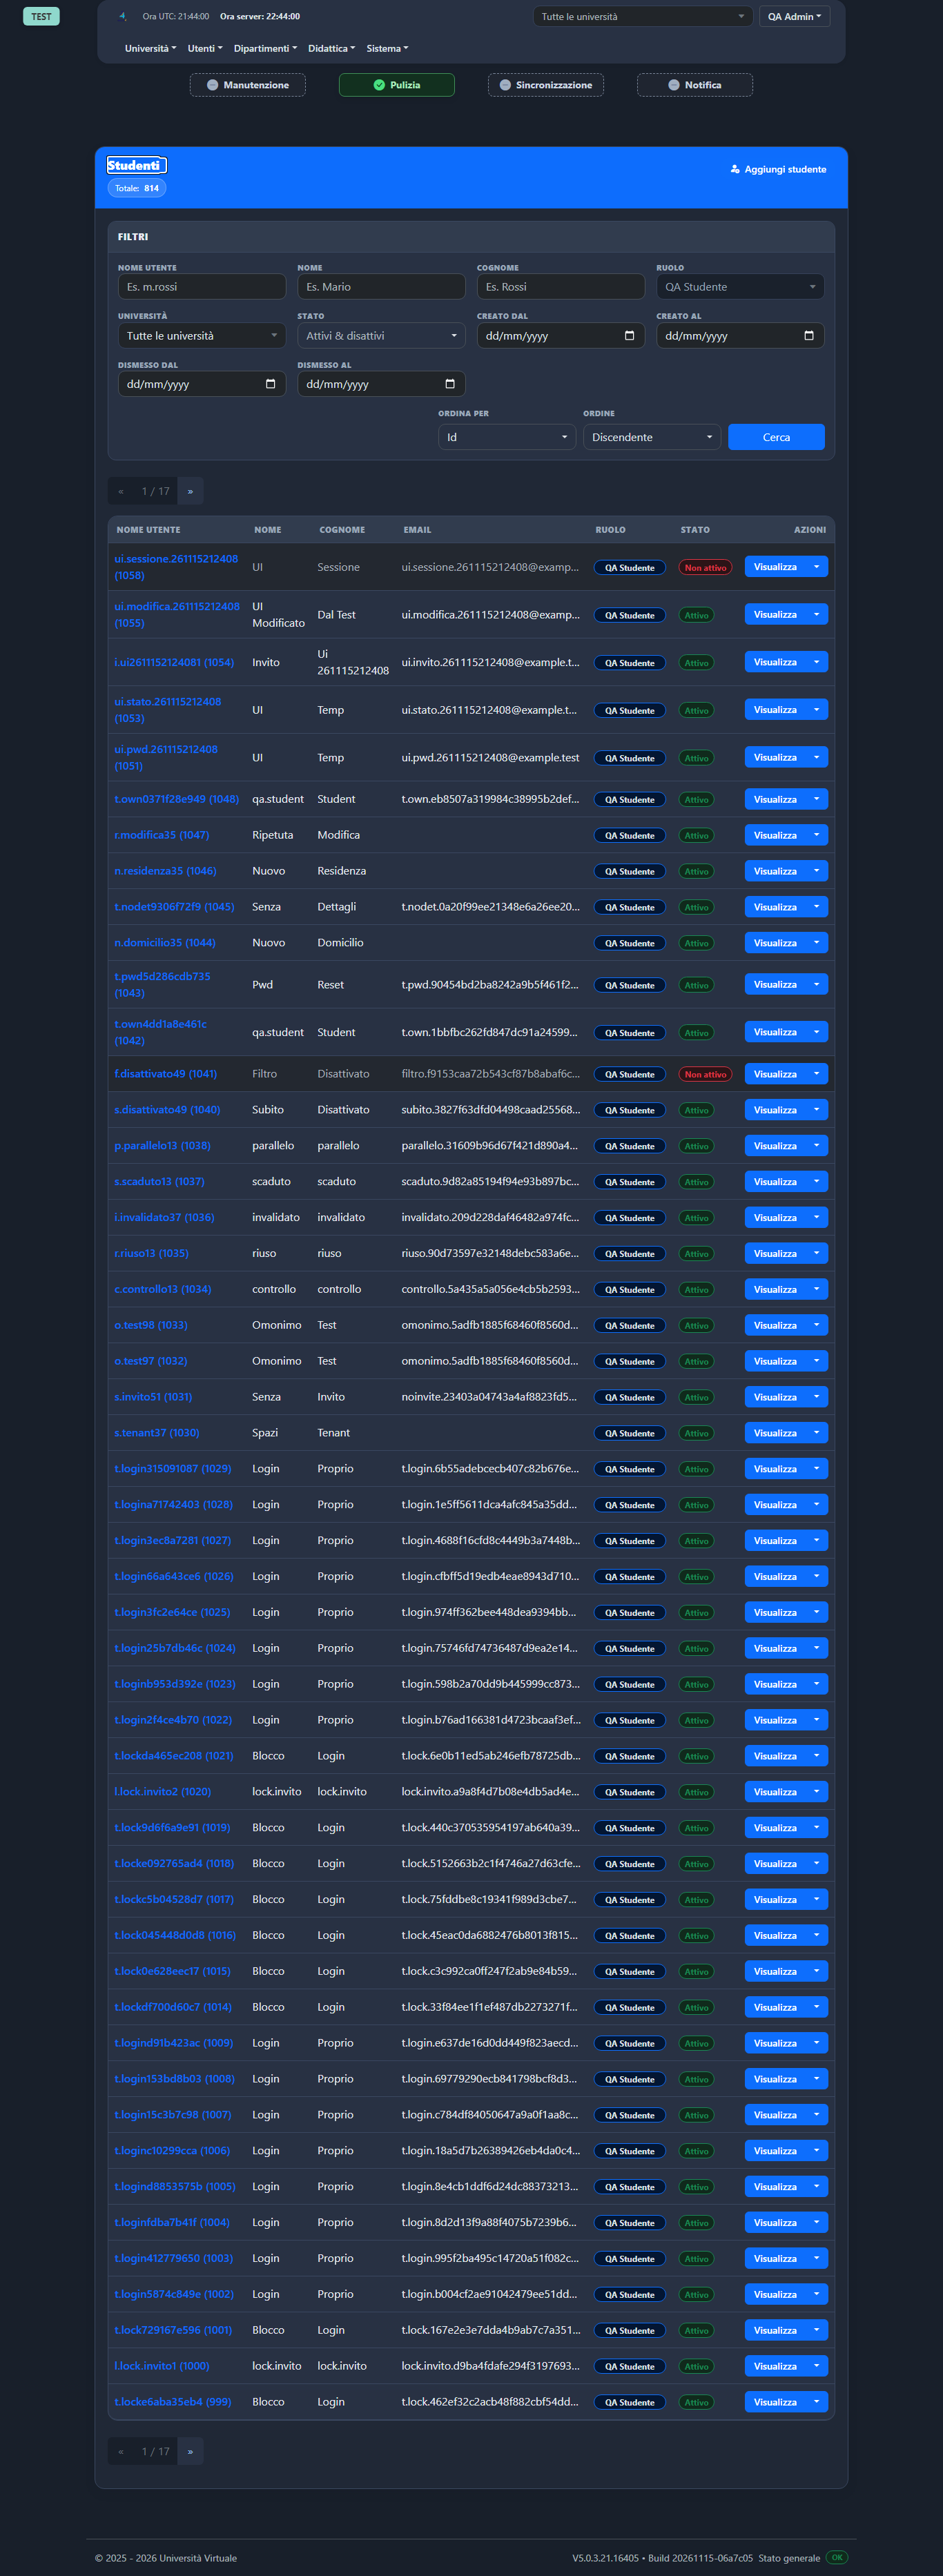 TEST
Ora UTC: 21:44:00 Ora server: 22:44:00
Tutte le università
QA Admin
Università Utenti Dipartimenti Didattica Sistema
Manutenzione Pulizia Sincronizzazione Notifica
Studenti
Totale: 814
Aggiungi studente
FILTRI
NOME UTENTE NOME COGNOME RUOLO
Es. m.rossi Es. Mario Es. Rossi QA Studente
UNIVERSITÀ STATO CREATO DAL CREATO AL
Tutte le università Attivi & disattivi dd/mm/yyyy dd/mm/yyyy
DISMESSO DAL DISMESSO AL
dd/mm/yyyy dd/mm/yyyy
ORDINA PER ORDINE
Id Discendente Cerca
« 1 / 17 »
NOME UTENTE NOME COGNOME EMAIL RUOLO STATO AZIONI
ui.sessione.261115212408 (1058) UI Sessione ui.sessione.261115212408@examp... QA Studente Non attivo Visualizza
ui.modifica.261115212408 (1055) UI Modificato Dal Test ui.modifica.261115212408@examp... QA Studente Attivo Visualizza
i.ui2611152124081 (1054) Invito Ui 261115212408 ui.invito.261115212408@example.t... QA Studente Attivo Visualizza
ui.stato.261115212408 (1053) UI Temp ui.stato.261115212408@example.t... QA Studente Attivo Visualizza
ui.pwd.261115212408 (1051) UI Temp ui.pwd.261115212408@example.test QA Studente Attivo Visualizza
t.own0371f28e949 (1048) qa.student Student t.own.eb8507a319984c38995b2def... QA Studente Attivo Visualizza
r.modifica35 (1047) Ripetuta Modifica QA Studente Attivo Visualizza
n.residenza35 (1046) Nuovo Residenza QA Studente Attivo Visualizza
t.nodet9306f72f9 (1045) Senza Dettagli t.nodet.0a20f99ee21348e6a26ee20... QA Studente Attivo Visualizza
n.domicilio35 (1044) Nuovo Domicilio QA Studente Attivo Visualizza
t.pwd5d286cdb735 (1043) Pwd Reset t.pwd.90454bd2ba8242a9b5f461f2... QA Studente Attivo Visualizza
t.own4dd1a8e461c (1042) qa.student Student t.own.1bbfbc262fd847dc91a24599... QA Studente Attivo Visualizza
f.disattivato49 (1041) Filtro Disattivato filtro.f9153caa72b543cf87b8abaf6c... QA Studente Non attivo Visualizza
s.disattivato49 (1040) Subito Disattivato subito.3827f63dfd04498caad25568... QA Studente Attivo Visualizza
p.parallelo13 (1038) parallelo parallelo parallelo.31609b96d67f421d890a4... QA Studente Attivo Visualizza
s.scaduto13 (1037) scaduto scaduto scaduto.9d82a85194f94e93b897bc... QA Studente Attivo Visualizza
i.invalidato37 (1036) invalidato invalidato invalidato.209d228daf46482a974fc... QA Studente Attivo Visualizza
r.riuso13 (1035) riuso riuso riuso.90d73597e32148debc583a6e... QA Studente Attivo Visualizza
c.controllo13 (1034) controllo controllo controllo.5a435a5a056e4cb5b2593... QA Studente Attivo Visualizza
o.test98 (1033) Omonimo Test omonimo.5adfb1885f68460f8560d... QA Studente Attivo Visualizza
o.test97 (1032) Omonimo Test omonimo.5adfb1885f68460f8560d... QA Studente Attivo Visualizza
s.invito51 (1031) Senza Invito noinvite.23403a04743a4af8823fd5... QA Studente Attivo Visualizza
s.tenant37 (1030) Spazi Tenant QA Studente Attivo Visualizza
t.login315091087 (1029) Login Proprio t.login.6b55adebcecb407c82b676e... QA Studente Attivo Visualizza
t.logina71742403 (1028) Login Proprio t.login.1e5ff5611dca4afc845a35dd... QA Studente Attivo Visualizza
t.login3ec8a7281 (1027) Login Proprio t.login.4688f16cfd8c4449b3a7448b... QA Studente Attivo Visualizza
t.login66a643ce6 (1026) Login Proprio t.login.cfbff5d19edb4eae8943d710... QA Studente Attivo Visualizza
t.login3fc2e64ce (1025) Login Proprio t.login.974ff362bee448dea9394bb... QA Studente Attivo Visualizza
t.login25b7db46c (1024) Login Proprio t.login.75746fd74736487d9ea2e14... QA Studente Attivo Visualizza
t.loginb953d392e (1023) Login Proprio t.login.598b2a70dd9b445999cc873... QA Studente Attivo Visualizza
t.login2f4ce4b70 (1022) Login Proprio t.login.b76ad166381d4723bcaaf3ef... QA Studente Attivo Visualizza
t.lockda465ec208 (1021) Blocco Login t.lock.6e0b11ed5ab246efb78725db... QA Studente Attivo Visualizza
l.lock.invito2 (1020) lock.invito lock.invito lock.invito.a9a8f4d7b08e4db5ad4e... QA Studente Attivo Visualizza
t.lock9d6f6a9e91 (1019) Blocco Login t.lock.440c370535954197ab640a39... QA Studente Attivo Visualizza
t.locke092765ad4 (1018) Blocco Login t.lock.5152663b2c1f4746a27d63cfe... QA Studente Attivo Visualizza
t.lockc5b04528d7 (1017) Blocco Login t.lock.75fddbe8c19341f989d3cbe7... QA Studente Attivo Visualizza
t.lock045448d0d8 (1016) Blocco Login t.lock.45eac0da6882476b8013f815... QA Studente Attivo Visualizza
t.lock0e628eec17 (1015) Blocco Login t.lock.c3c992ca0ff247f2ab9e84b59... QA Studente Attivo Visualizza
t.lockdf700d60c7 (1014) Blocco Login t.lock.33f84ee1f1ef487db2273271f... QA Studente Attivo Visualizza
t.logind91b423ac (1009) Login Proprio t.login.e637de16d0dd449f823aecd... QA Studente Attivo Visualizza
t.login153bd8b03 (1008) Login Proprio t.login.69779290ecb841798bcf8d3... QA Studente Attivo Visualizza
t.login15c3b7c98 (1007) Login Proprio t.login.c784df84050647a9a0f1aa8c... QA Studente Attivo Visualizza
t.loginc10299cca (1006) Login Proprio t.login.18a5d7b26389426eb4da0c4... QA Studente Attivo Visualizza
t.logind8853575b (1005) Login Proprio t.login.8e4cb1ddf6d24dc88373213... QA Studente Attivo Visualizza
t.loginfdba7b41f (1004) Login Proprio t.login.8d2d13f9a88f4075b7239b6... QA Studente Attivo Visualizza
t.login412779650 (1003) Login Proprio t.login.995f2ba495c14720a51f082c... QA Studente Attivo Visualizza
t.login5874c849e (1002) Login Proprio t.login.b004cf2ae91042479ee51dd... QA Studente Attivo Visualizza
t.lock729167e596 (1001) Blocco Login t.lock.167e2e3e7dda4b9ab7c7a351... QA Studente Attivo Visualizza
l.lock.invito1 (1000) lock.invito lock.invito lock.invito.d9ba4fdafe294f3197693... QA Studente Attivo Visualizza
t.locke6aba35eb4 (999) Blocco Login t.lock.462ef32c2acb48f882cbf54dd... QA Studente Attivo Visualizza
« 1 / 17 »
© 2025 - 2026 Università Virtuale
V5.0.3.21.16405 • Build 20261115-06a7c05 Stato generale OK